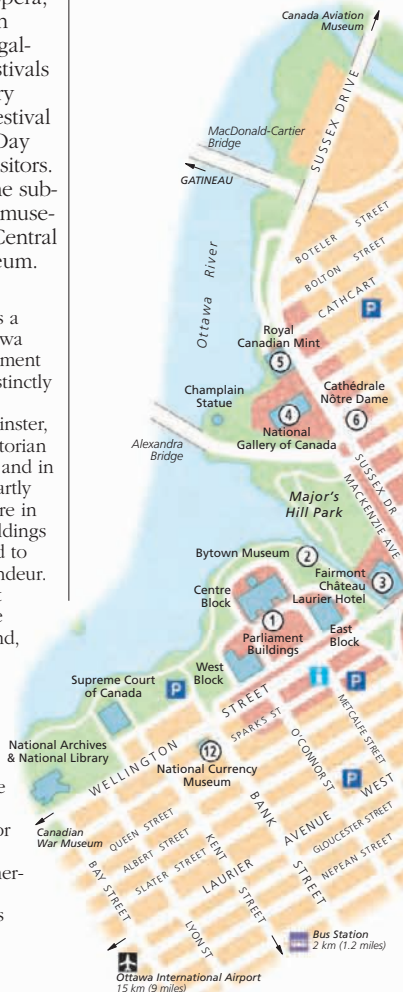 opera,
n
gal-
stivals
ry
estival
Day
sitors.
ne sub-
muse-
Central
eum.
s a
wa
ment
stinctly
minster,
torian
and in
artly
re in
ldings
d to
ndeur.
t
e
nd,
e
or
ner-
s
Canada Aviation
Museum
SUSSEX DRIVE
MacDonald-Cartier
Bridge
GATINEAU
BOTELER STREET
BOLTON STREET
CATHCART
P
Ottawa River
Royal
Canadian Mint
5
Champlain
Statue
Cathédrale
Nôtre Dame
4
6
National
Gallery of Canada
Alexandra
Bridge
SUSSEX DR
MACKENZIE AVE
Major's
Hill Park
Bytown Museum
2
Fairmont
Château
Laurier Hotel
3
Centre
Block
1
Parliament
Buildings
East
Block
West
Block
Supreme Court
of Canada
P
i
P
WELLINGTON STREET
SPARKS ST
METCALFE STREET
O'CONNOR ST
National Archives
& National Library
12
National Currency
Museum
P
BANK STREET
LAURIER AVENUE WEST
GLOUCESTER STREET
NEPEAN STREET
Canadian
War Museum
QUEEN STREET
ALBERT STREET
SLATER STREET
KENT STREET
BAY STREET
LYON ST
Bus Station
2 km (1.2 miles)
Ottawa International Airport
15 km (9 miles)